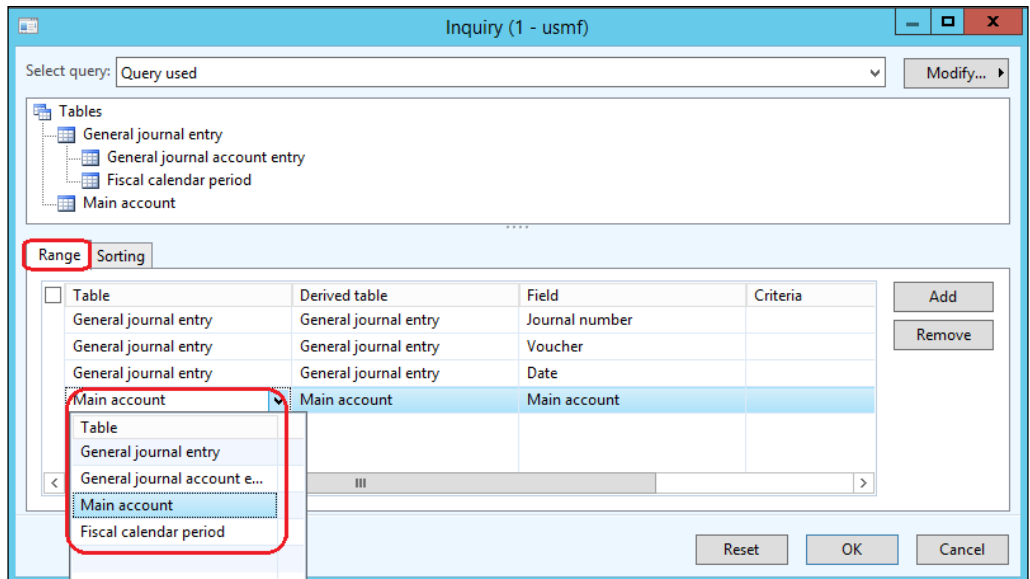 Inquiry (1 - usmf)
Select query: Query used Modify...
Tables
General journal entry
General journal account entry
Fiscal calendar period
Main account
Range Sorting
Table Derived table Field Criteria Add
General journal entry General journal entry Journal number
General journal entry General journal entry Voucher Remove
General journal entry General journal entry Date
Main account Main account Main account
Table
General journal entry
General journal account e...
Main account
Fiscal calendar period
Reset OK Cancel